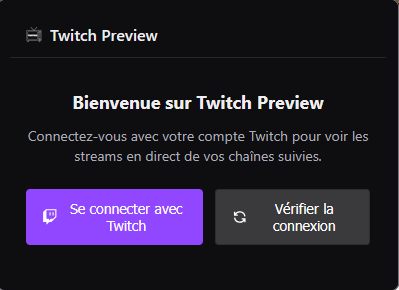 Twitch Preview
Bienvenue sur Twitch Preview
Connectez-vous avec votre compte Twitch pour voir les
streams en direct de vos chaînes suivies.
Se connecter avec
Twitch
Vérifier la
connexion